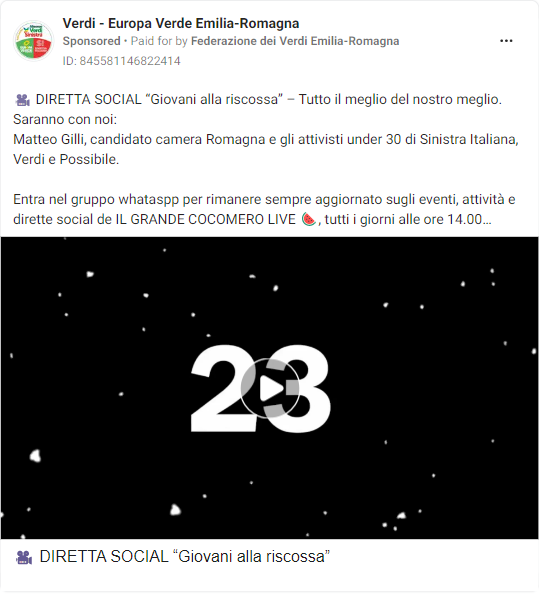 Verdi - Europa Verde Emilia-Romagna
Sponsored • Paid for by Federazione dei Verdi Emilia-Romagna
ID: 845581146822414
🎥 DIRETTA SOCIAL “Giovani alla riscossa” – Tutto il meglio del nostro meglio.
Saranno con noi:
Matteo Gilli, candidato camera Romagna e gli attivisti under 30 di Sinistra Italiana,
Verdi e Possibile.
Entra nel gruppo whataspp per rimanere sempre aggiornato sugli eventi, attività e
dirette social de IL GRANDE COCOMERO LIVE 🍉, tutti i giorni alle ore 14.00...
23
🎥 DIRETTA SOCIAL “Giovani alla riscossa”